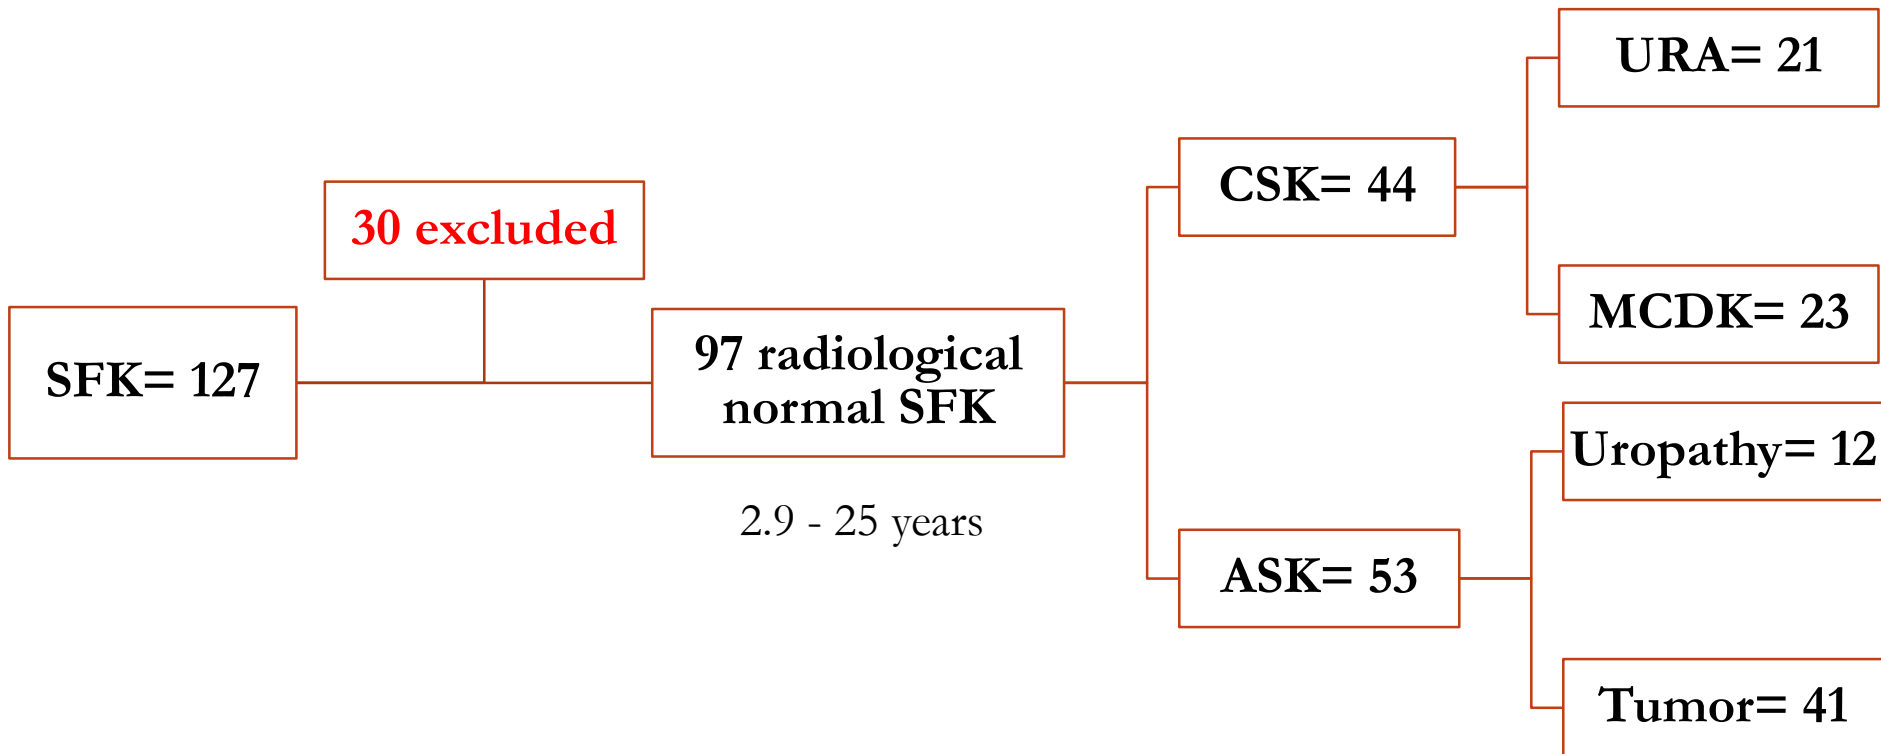 SFK= 127
30 excluded
97 radiological
normal SFK
2.9 - 25 years
CSK= 44
URA= 21
MCDK= 23
ASK= 53
Uropathy= 12
Tumor= 41